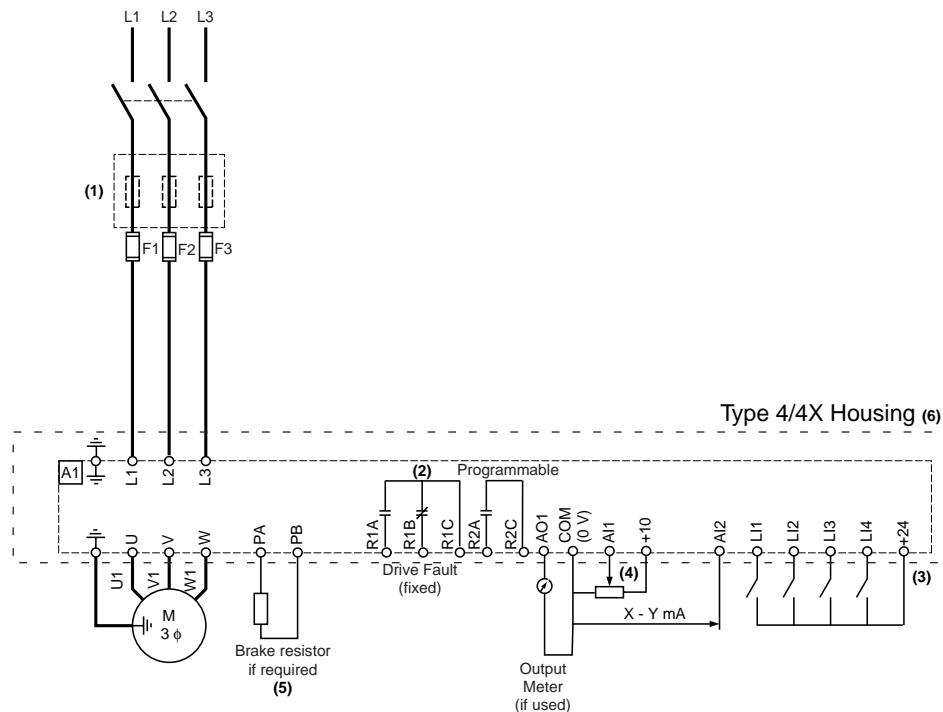 L1 L2 L3
(1)
F1 F2 F3
Type 4/4X Housing (6)
A1
L1 L2 L3
(2) Programmable
U V W PA PB R1A R1B R1C R2A R2C AO1 COM (0 V) AI1 +10 AI2 LI1 LI2 LI3 LI4 +24
(3)
Drive Fault
(fixed)
(4)
U1 V1 W1
M
3 ϕ
X - Y mA
Brake resistor
if required
(5)
Output
Meter
(if used)